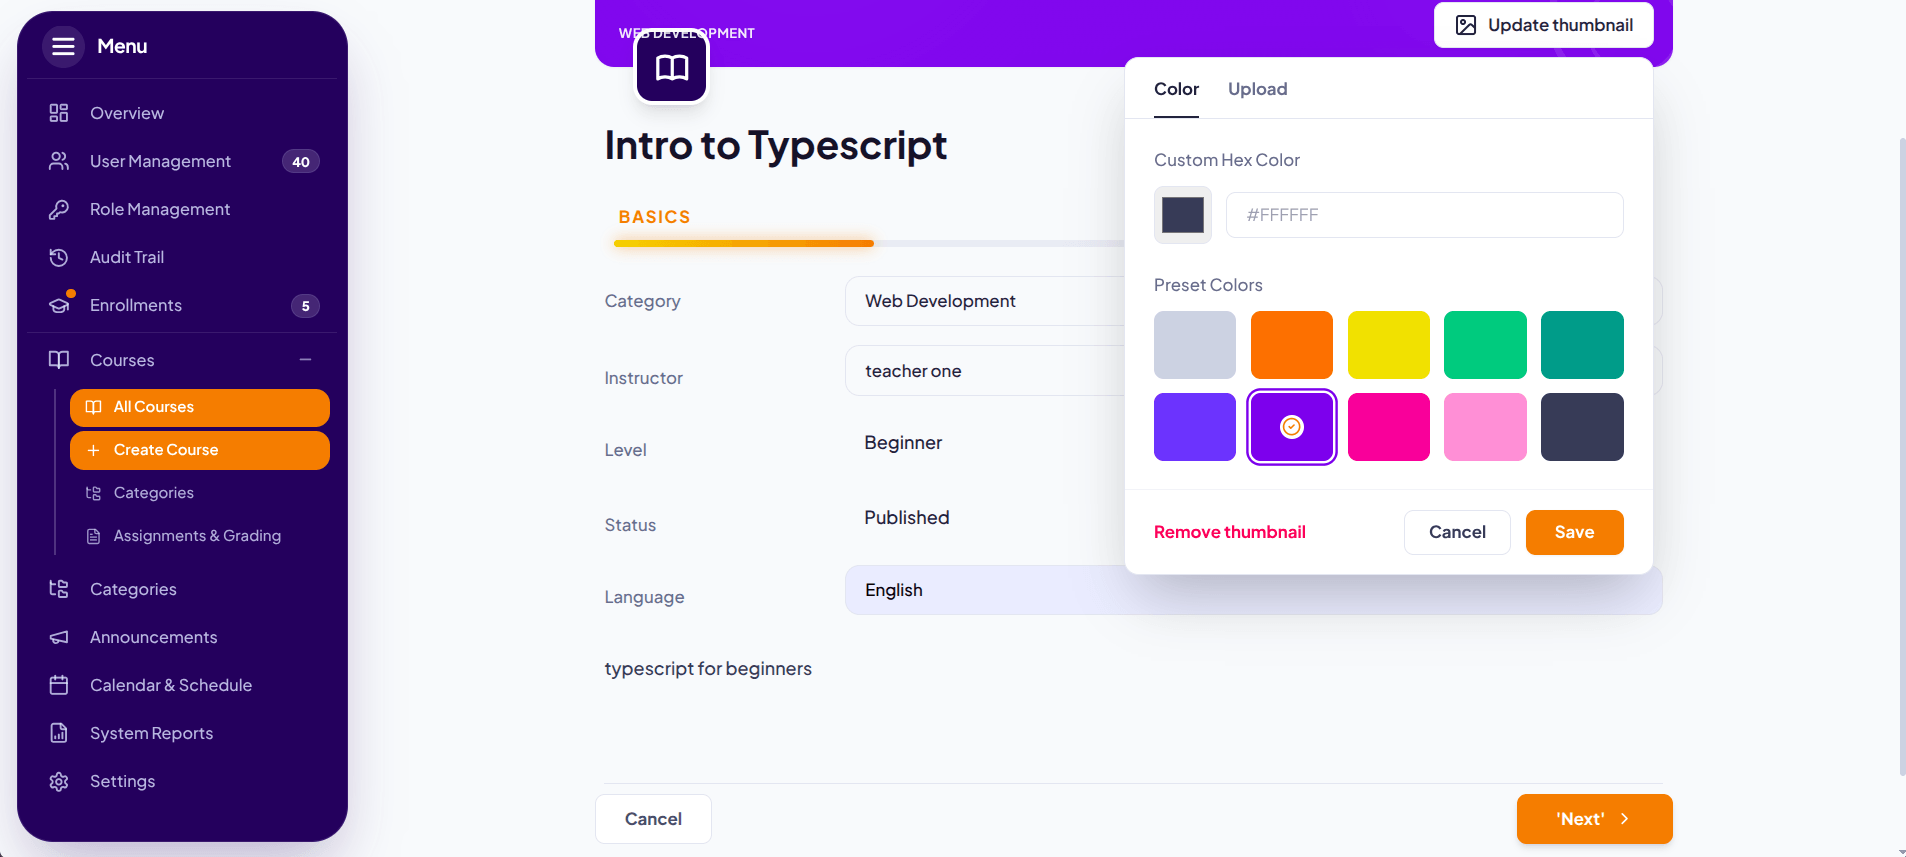 Menu
Overview
User Management 40
Role Management
Audit Trail
Enrollments 5
Courses
All Courses
Create Course
Categories
Assignments & Grading
Categories
Announcements
Calendar & Schedule
System Reports
Settings
WEB DEVELOPMENT
Update thumbnail
Intro to Typescript
BASICS
Category Web Development
Instructor teacher one
Level Beginner
Status Published
Language English
typescript for beginners
Cancel
'Next'
Color Upload
Custom Hex Color
#FFFFFF
Preset Colors
Remove thumbnail Cancel Save